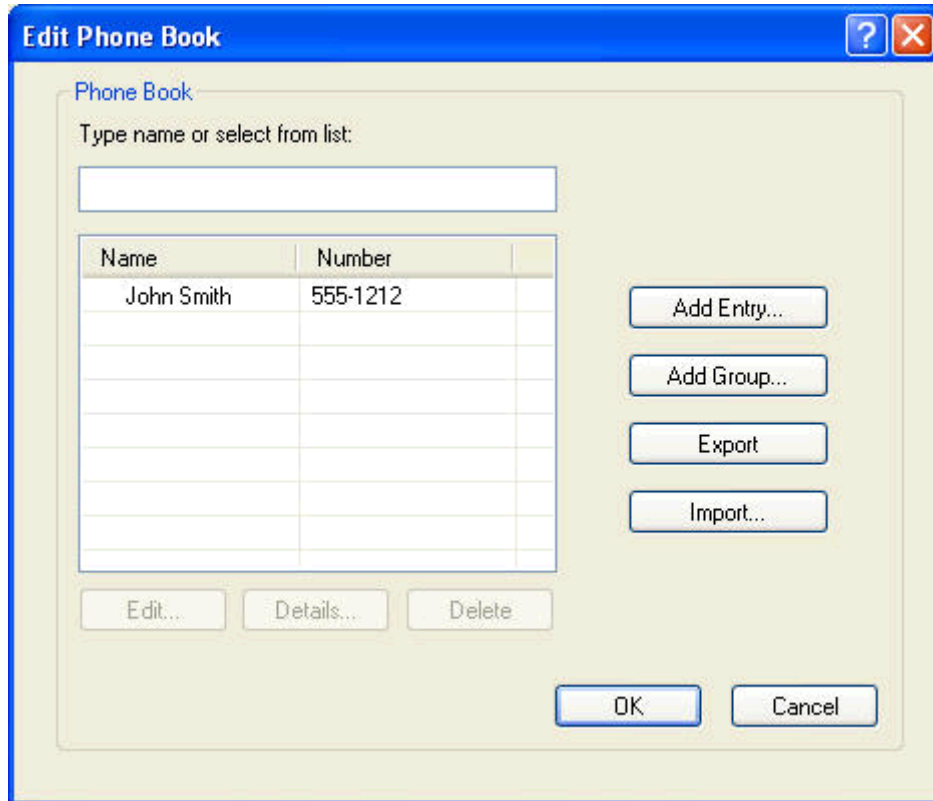 Edit Phone Book
Phone Book
Type name or select from list:
Name Number
John Smith 555-1212
Add Entry...
Add Group...
Export
Import...
Edit... Details... Delete
OK Cancel